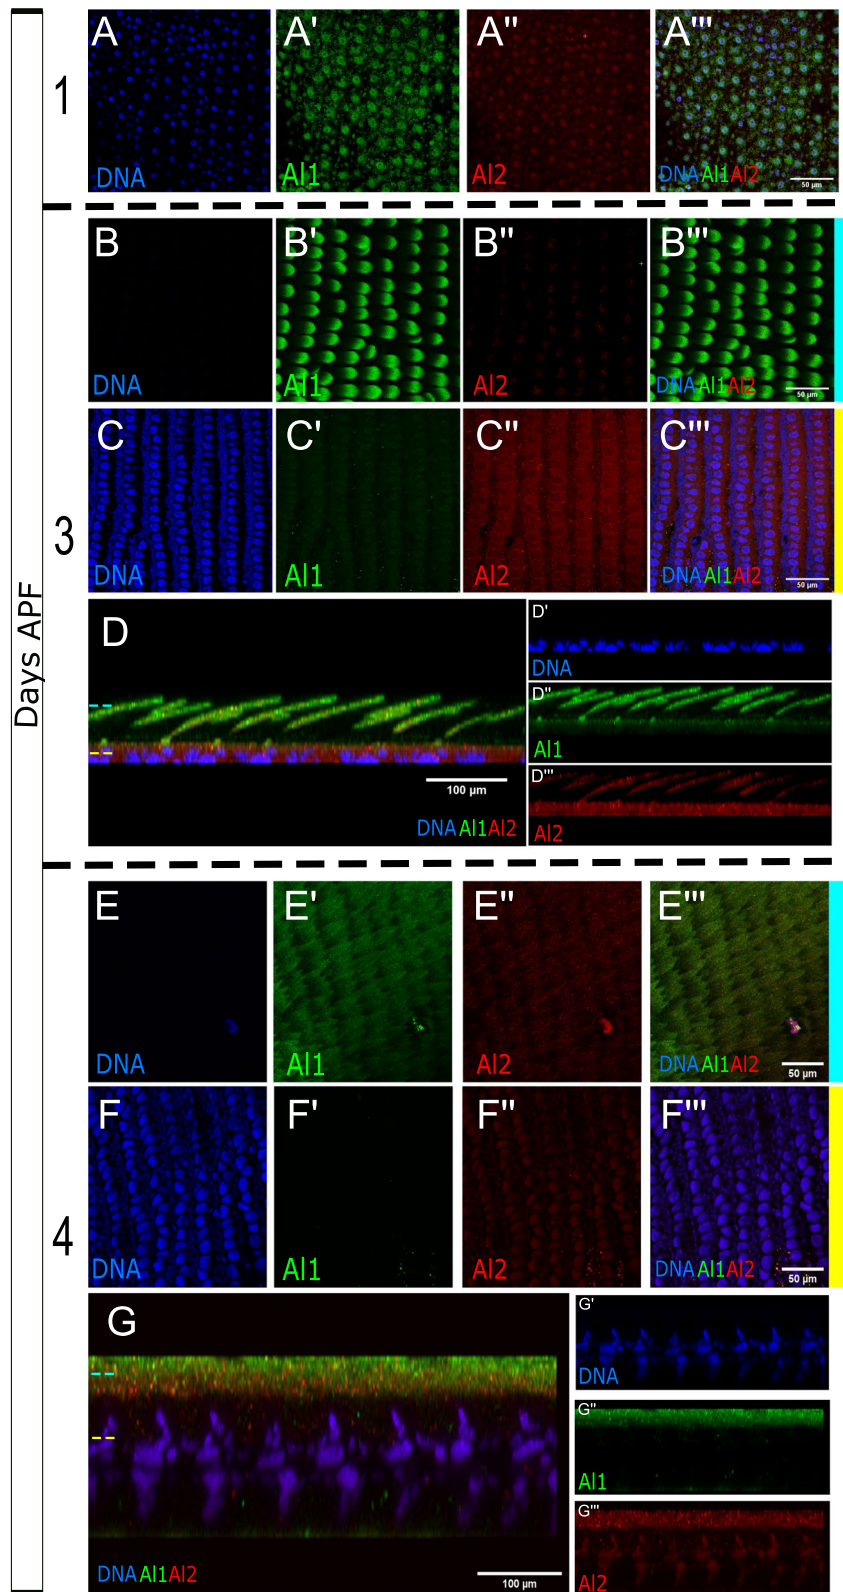 Days APF
1
A
DNA
A'
Al1
A''
Al2
A'''
DNA Al1 Al2
50 µm
3
B
DNA
B'
Al1
B''
Al2
B'''
DNA Al1 Al2
50 µm
C
DNA
C'
Al1
C''
Al2
C'''
DNA Al1 Al2
50 µm
D
100 µm
DNA Al1 Al2
D'
DNA
D''
Al1
D'''
Al2
4
E
DNA
E'
Al1
E''
Al2
E'''
DNA Al1 Al2
50 µm
F
DNA
F'
Al1
F''
Al2
F'''
DNA Al1 Al2
50 µm
G
DNA Al1 Al2
100 µm
G'
DNA
G''
Al1
G'''
Al2